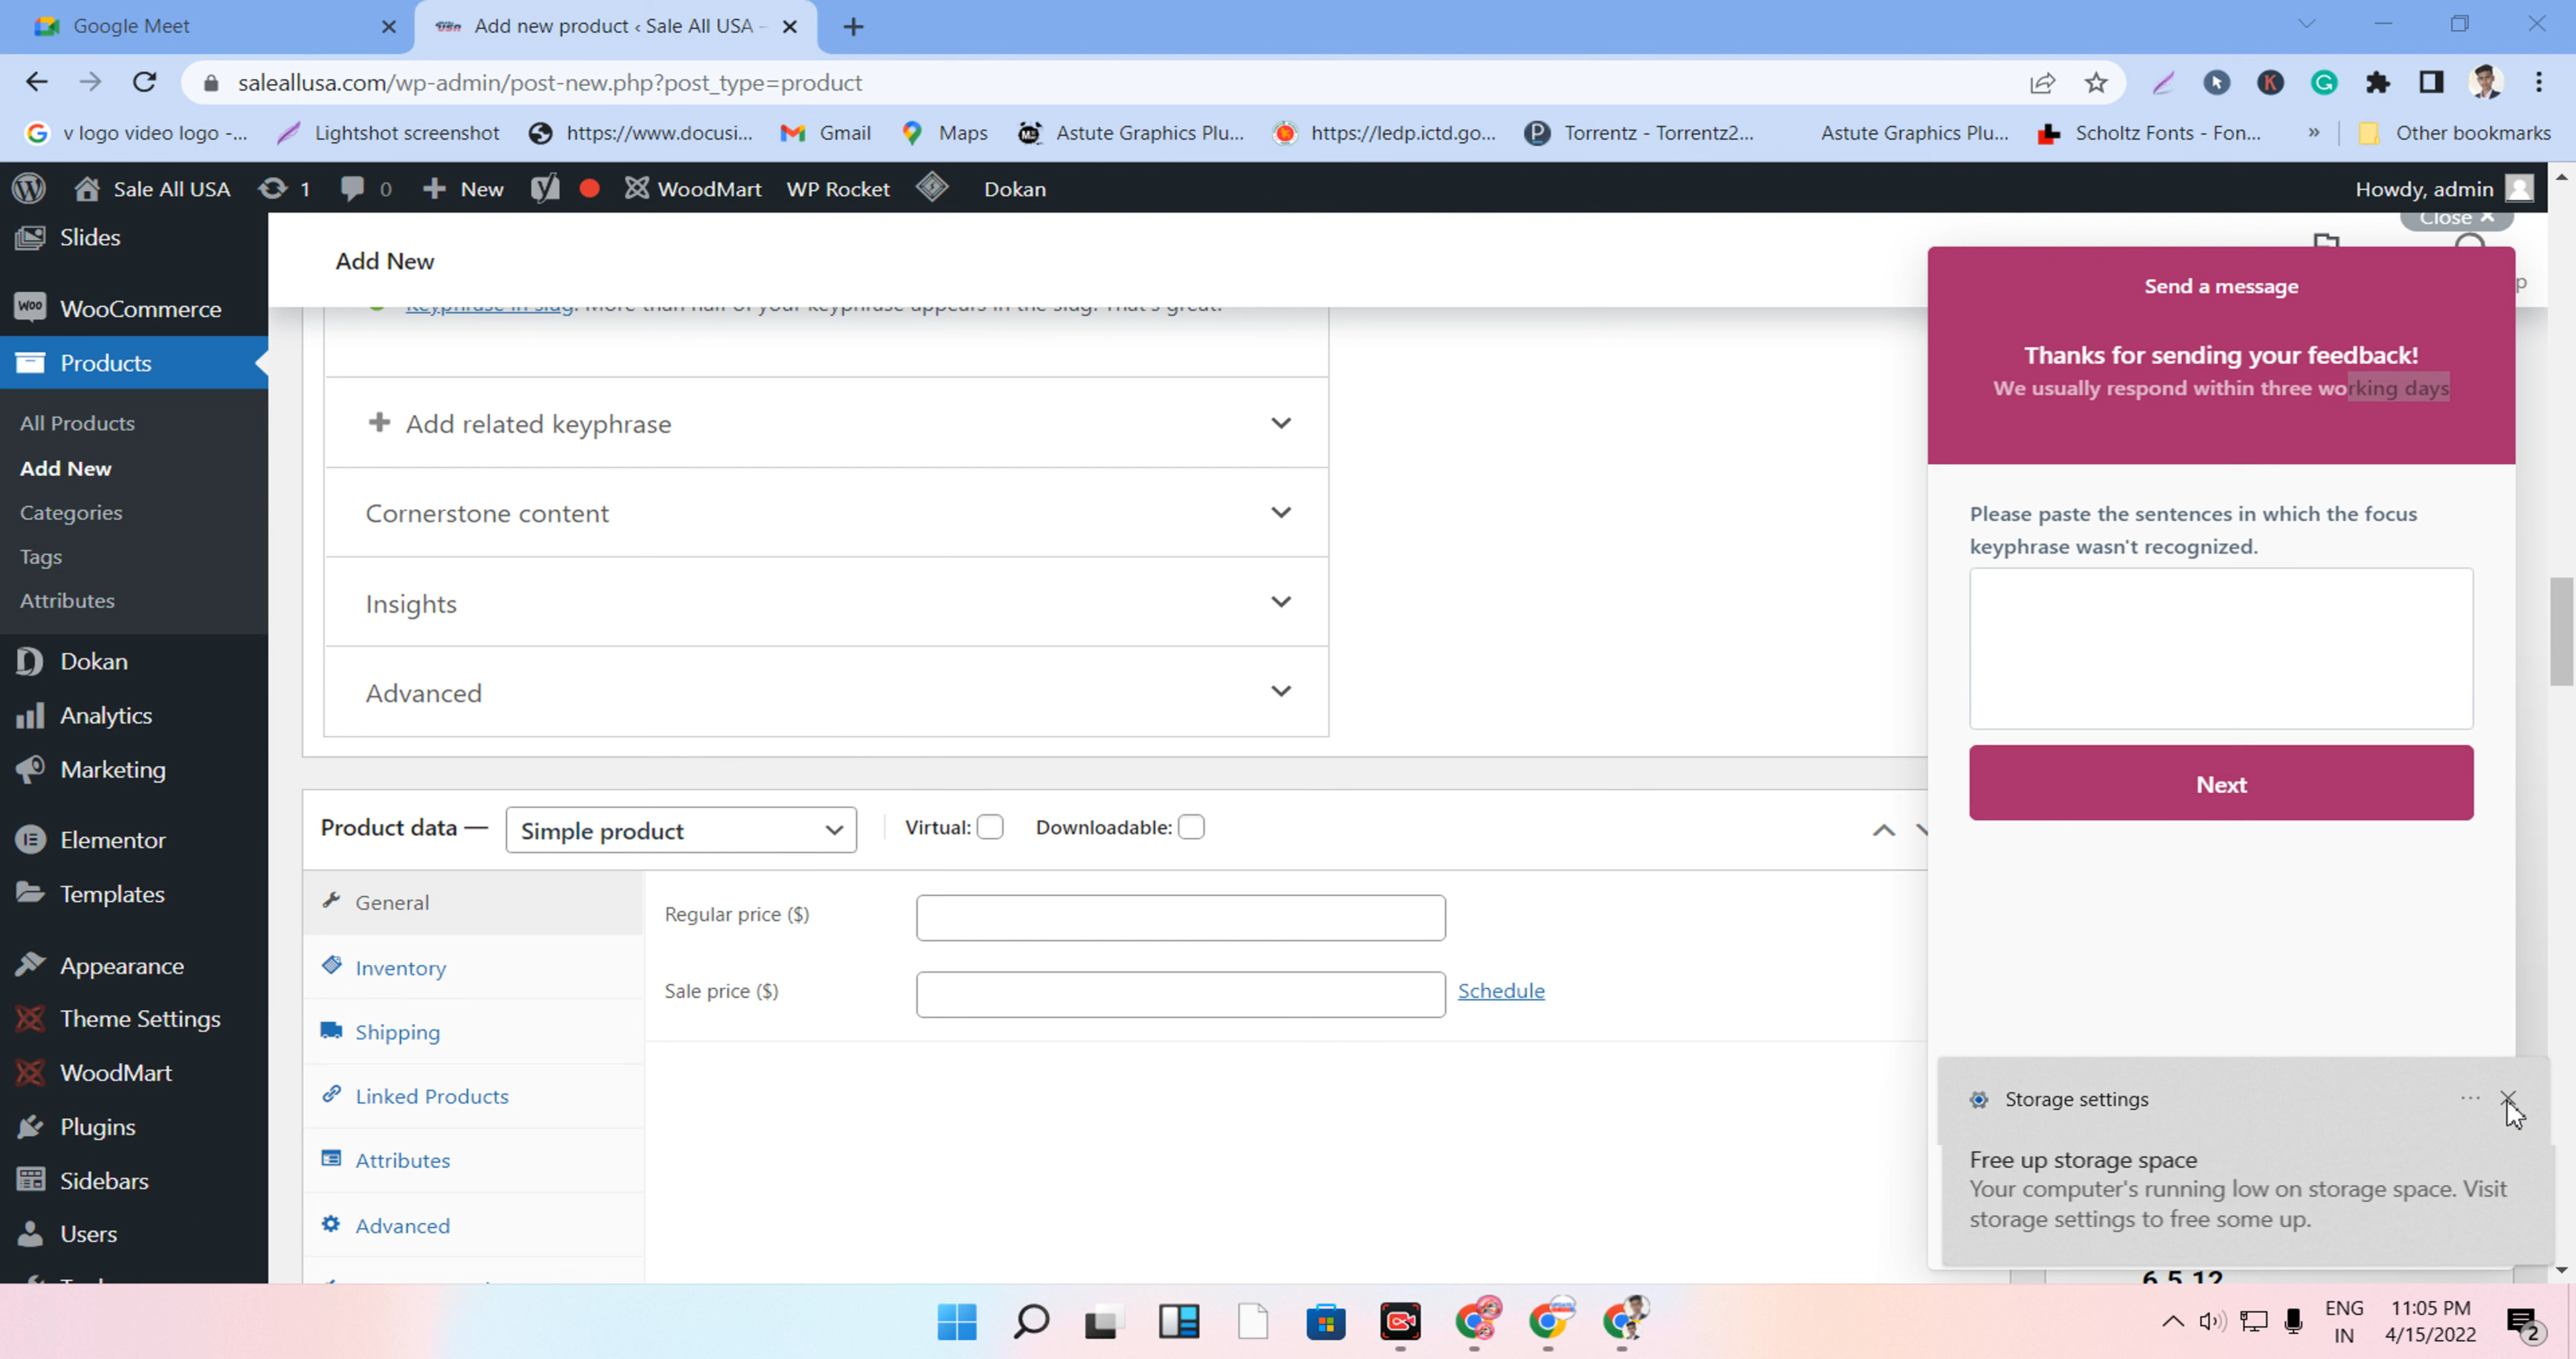 Google Meet
Add new product ‹ Sale All USA –
saleallusa.com/wp-admin/post-new.php?post_type=product
v logo video logo -...
Lightshot screenshot
https://www.docusi...
Gmail
Maps
Astute Graphics Plu...
https://ledp.ictd.go...
Torrentz - Torrentz2...
Astute Graphics Plu...
Scholtz Fonts - Fon...
»
Other bookmarks
Sale All USA
1
0
New
WoodMart
WP Rocket
Dokan
Howdy, admin
Close
Slides
WooCommerce
Products
All Products
Add New
Categories
Tags
Attributes
Dokan
Analytics
Marketing
Elementor
Templates
Appearance
Theme Settings
WoodMart
Plugins
Sidebars
Users
Add New
Keyphrase in slug: More than half of your keyphrase appears in the slug. That's great!
Add related keyphrase
Cornerstone content
Insights
Advanced
Product data —
Simple product
Virtual:
Downloadable:
General
Inventory
Shipping
Linked Products
Attributes
Advanced
Regular price ($)
Sale price ($)
Schedule
Send a message
Thanks for sending your feedback!
We usually respond within three working days
Please paste the sentences in which the focus
keyphrase wasn't recognized.
Next
Storage settings
Free up storage space
Your computer's running low on storage space. Visit
storage settings to free some up.
6.5.12
ENG
IN
11:05 PM
4/15/2022
2